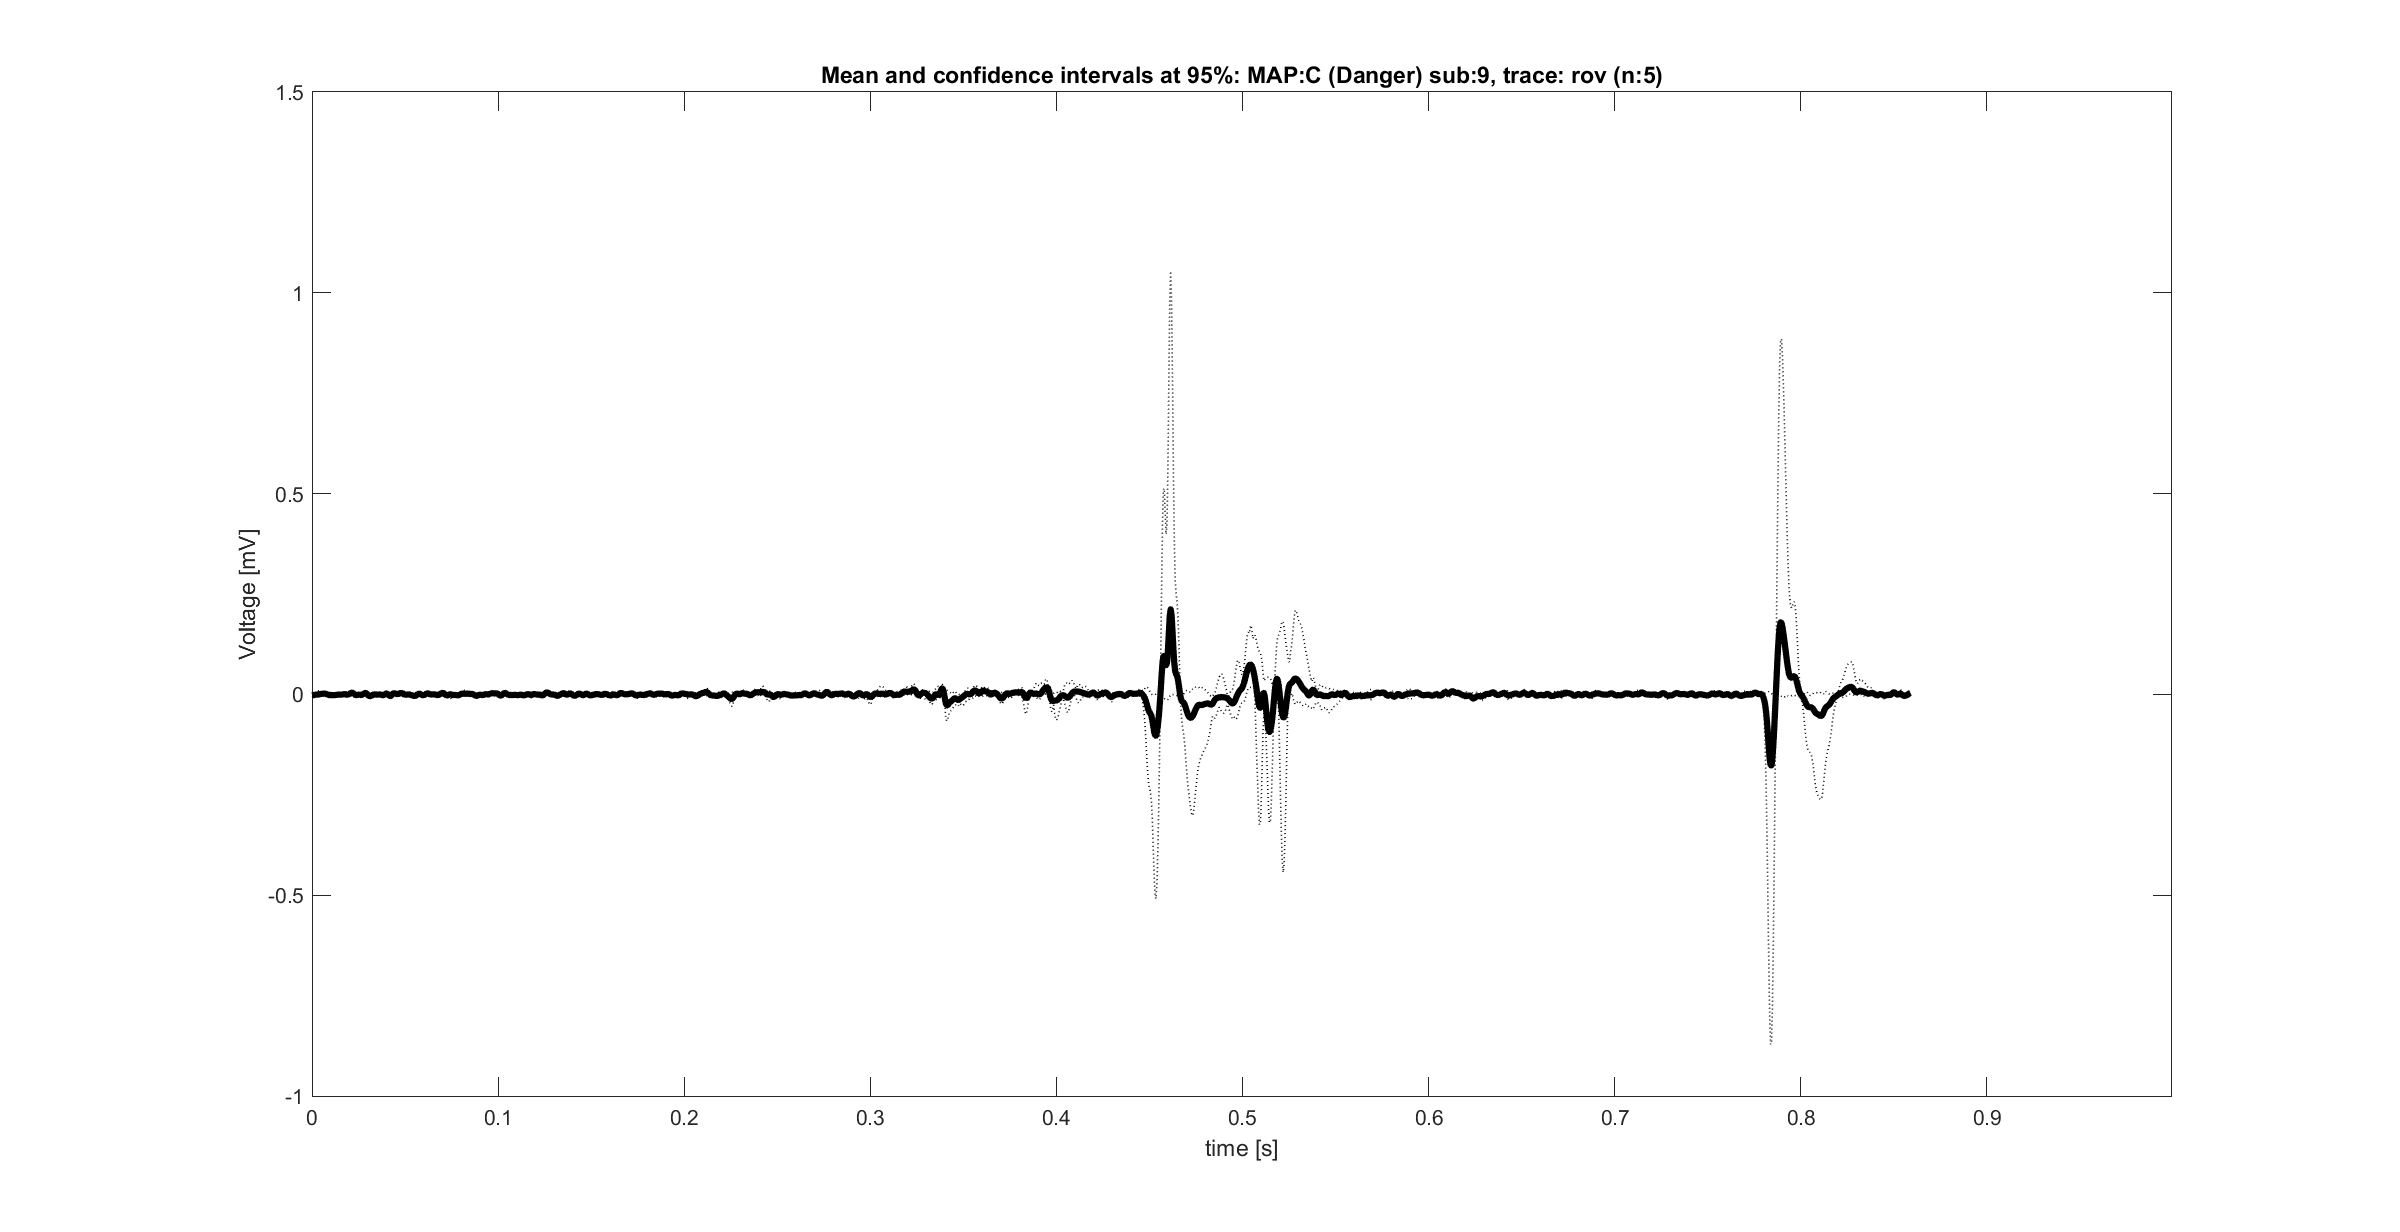 Mean and confidence intervals at 95%: MAP:C (Danger) sub:9, trace: rov (n:5)
1.5
1
0.5
0
-0.5
-1
Voltage [mV]
0 0.1 0.2 0.3 0.4 0.5 0.6 0.7 0.8 0.9
time [s]